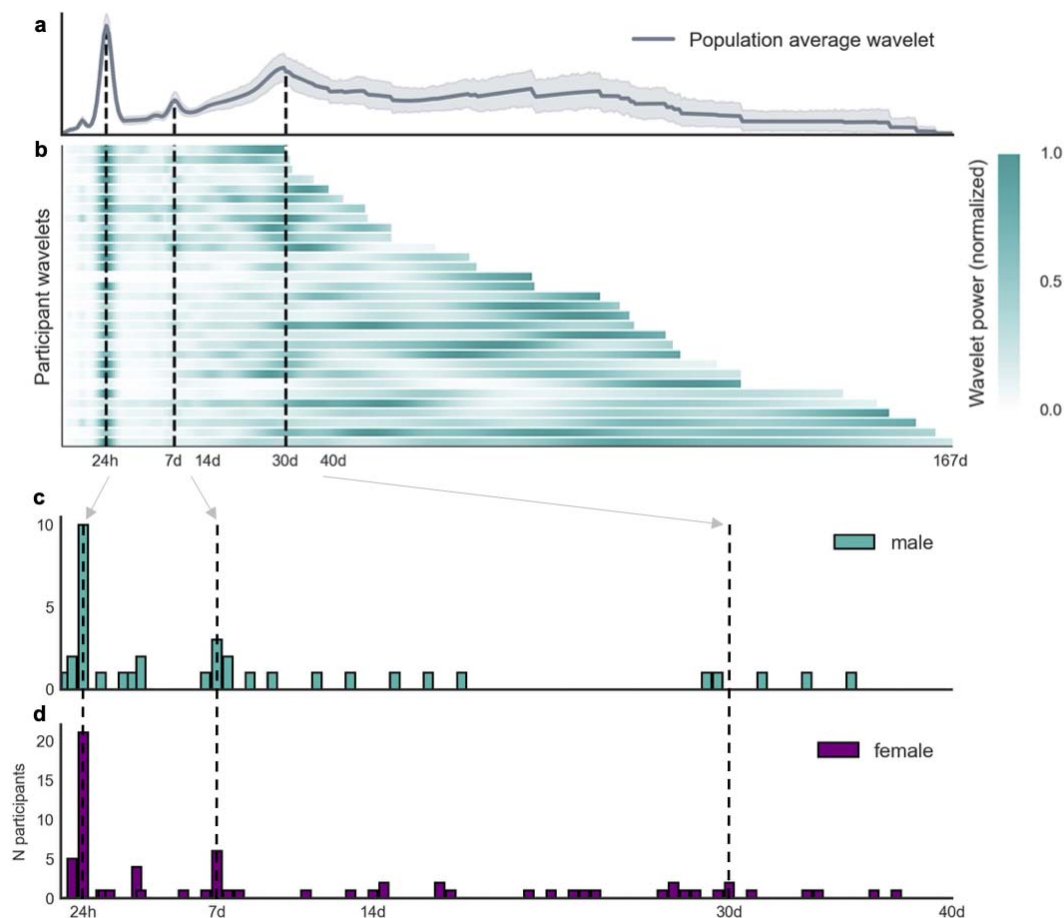 a
Population average wavelet
b
Participant wavelets
1.0
0.5
0.0
Wavelet power (normalized)
24h 7d 14d 30d 40d 167d
c
10
5
0
male
d
20
15
10
5
0
N participants
female
24h 7d 14d 30d 40d